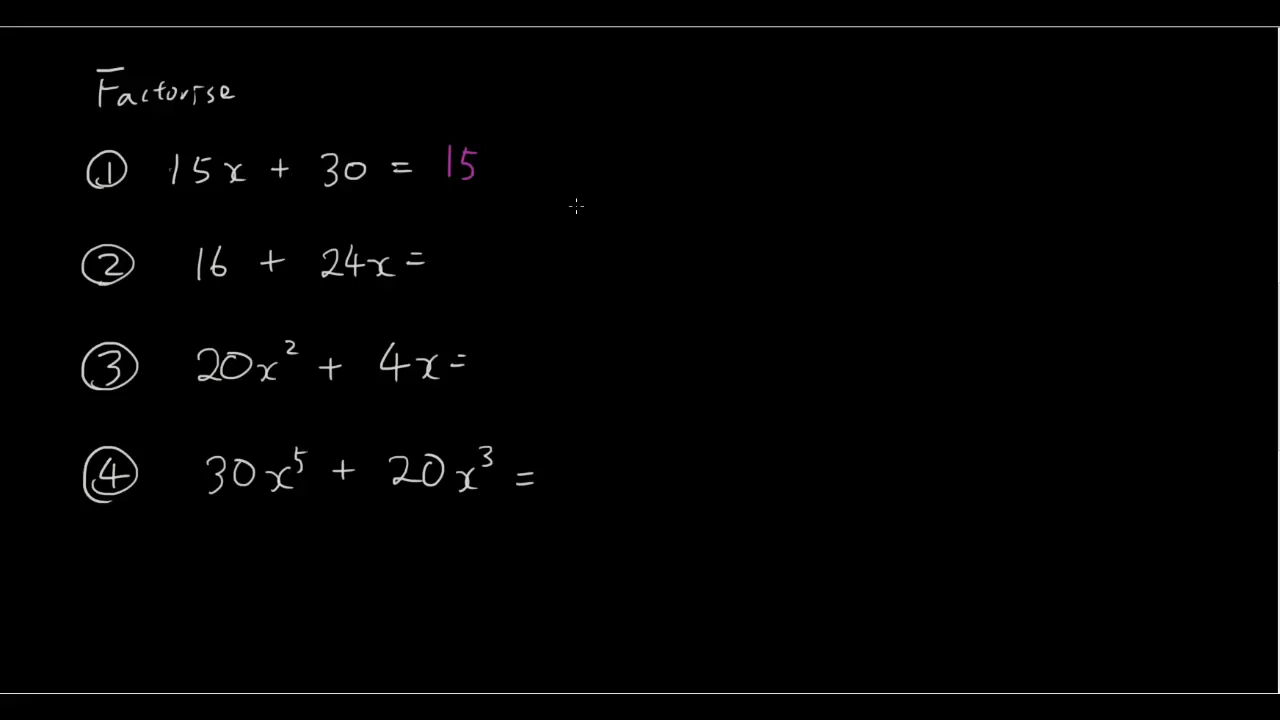 Factorise
① 15x + 30 = 15
② 16 + 24x =
③ 20x² + 4x =
④ 30x⁵ + 20x³ =